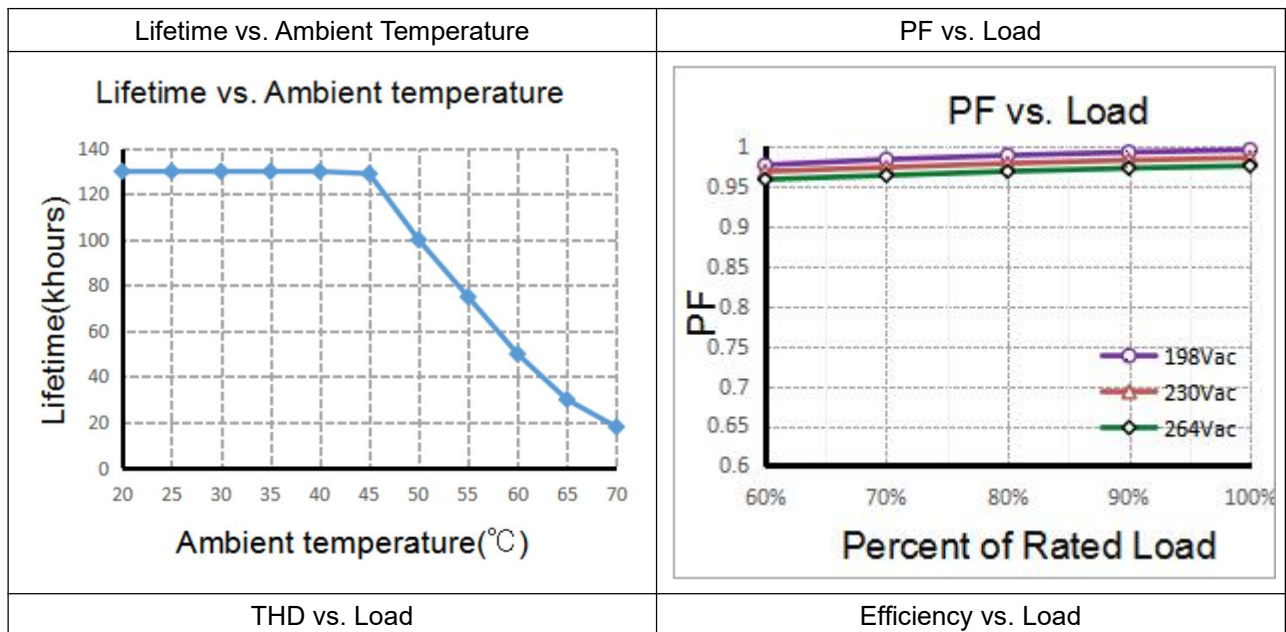 Lifetime vs. Ambient Temperature
PF vs. Load
Lifetime vs. Ambient temperature
140
120
100
80
60
40
20
0
Lifetime(khours)
20 25 30 35 40 45 50 55 60 65 70
Ambient temperature(℃)
PF vs. Load
1
0.95
0.9
0.85
0.8
0.75
0.7
0.65
0.6
PF
198Vac
230Vac
264Vac
60% 70% 80% 90% 100%
Percent of Rated Load
THD vs. Load
Efficiency vs. Load